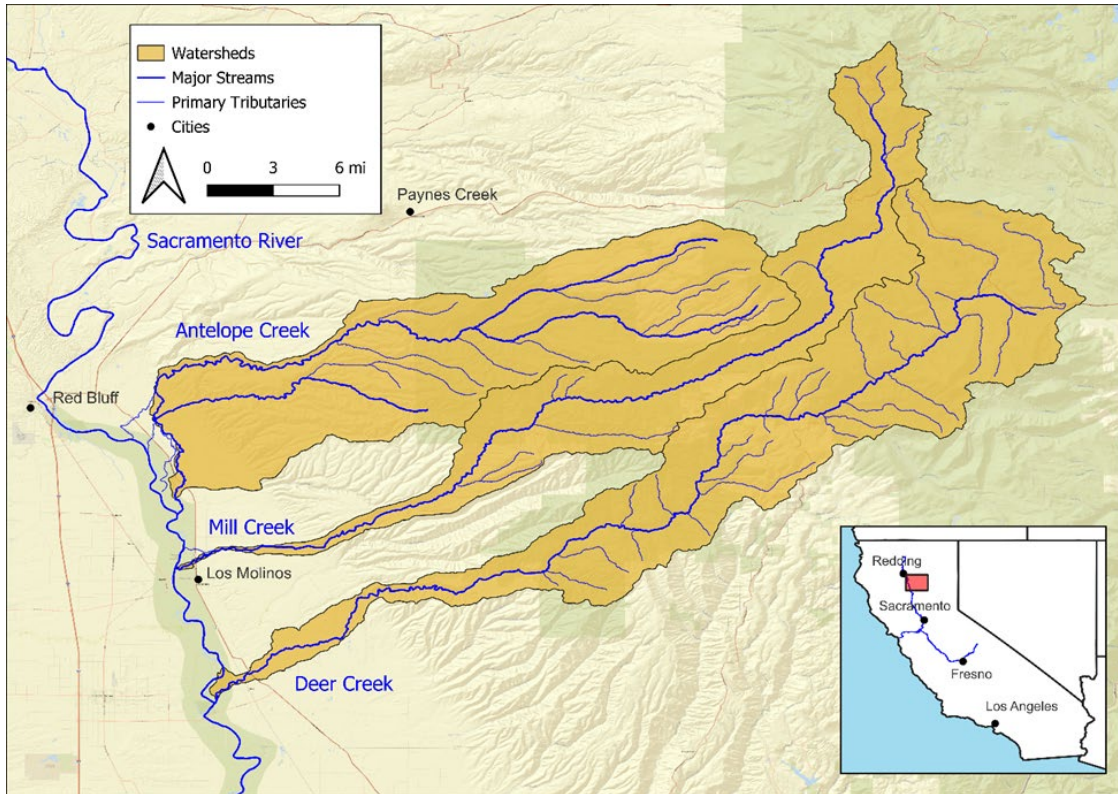 Watersheds
Major Streams
Primary Tributaries
Cities
0 3 6 mi
Paynes Creek
Sacramento River
Antelope Creek
Red Bluff
Mill Creek
Los Molinos
Deer Creek
Redding
Sacramento
Fresno
Los Angeles